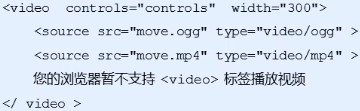 <video  controls="controls"  width="300">
<source src="move.ogg" type="video/ogg" >
<source src="move.mp4" type="video/mp4" >
您的浏览器暂不支持 <video> 标签播放视频
</ video >